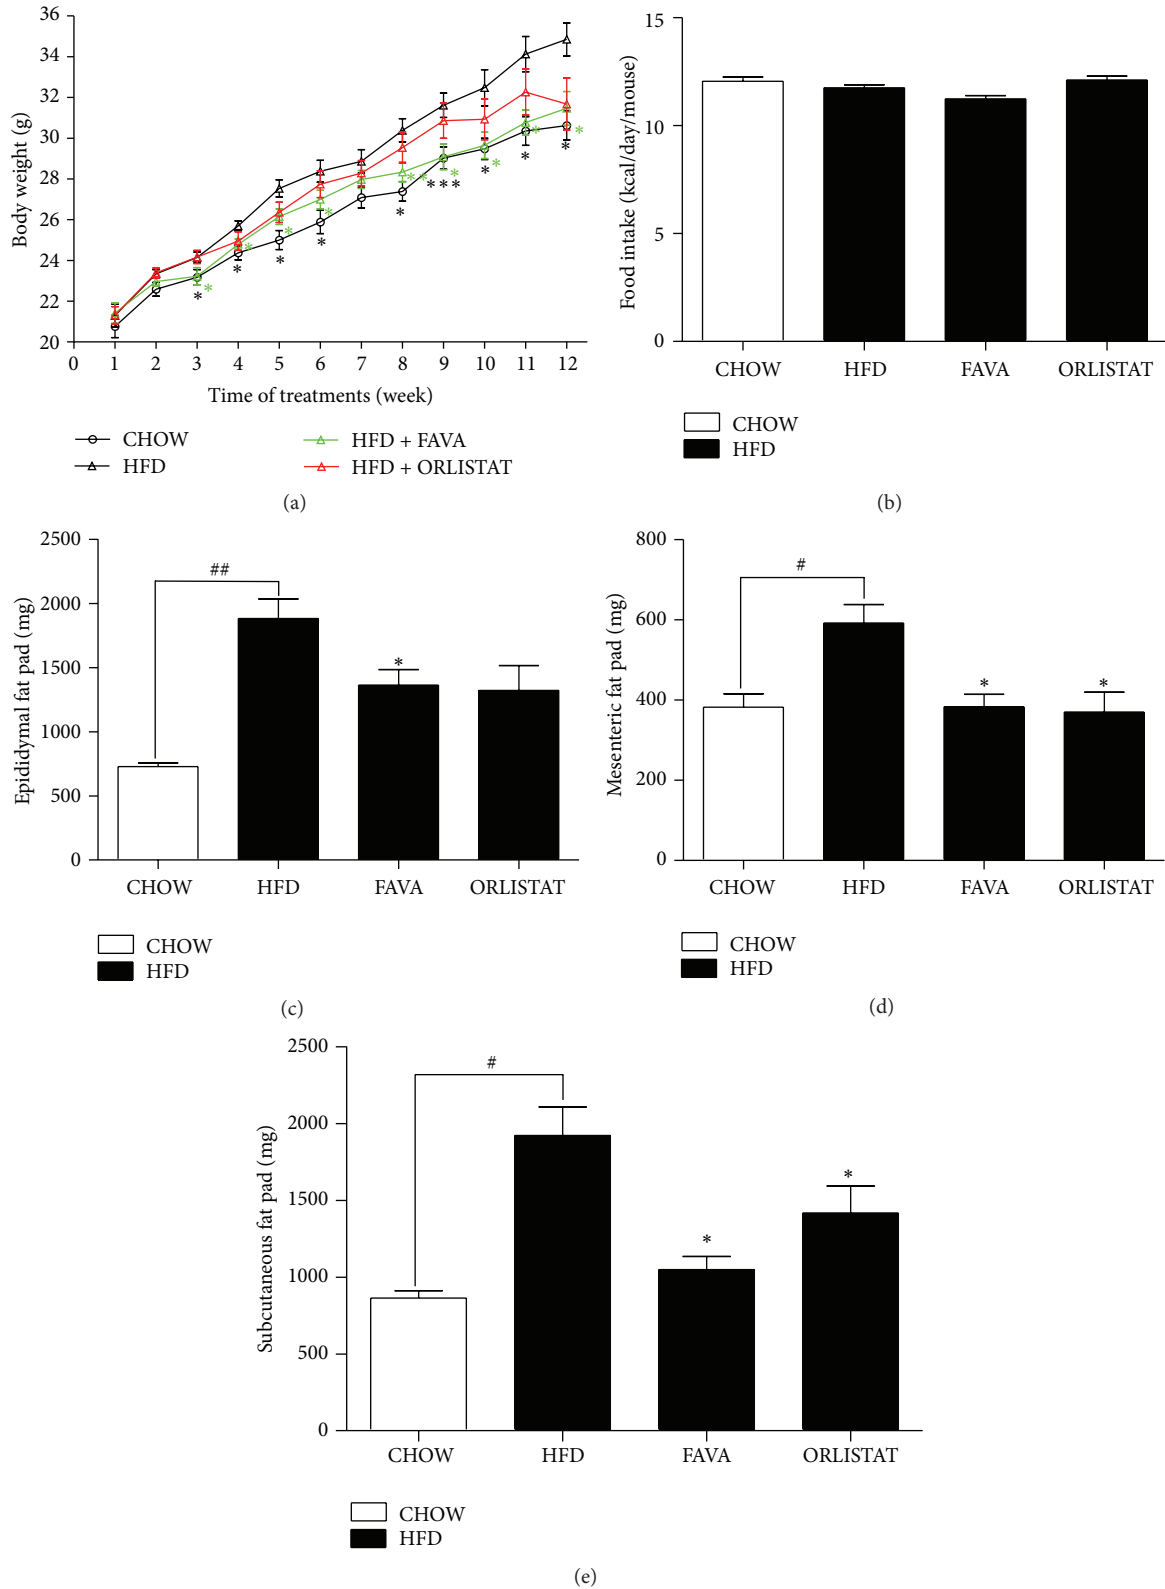 36
34
32
30
28
26
24
22
20
Body weight (g)
* * * * * * *** * * *
* * * * ** * * * *
0 1 2 3 4 5 6 7 8 9 10 11 12
Time of treatments (week)
CHOW
HFD
HFD + FAVA
HFD + ORLISTAT
(a)
15
10
5
0
Food intake (kcal/day/mouse)
CHOW HFD FAVA ORLISTAT
CHOW
HFD
(b)
2500
2000
1500
1000
500
0
Epididymal fat pad (mg)
##
*
CHOW HFD FAVA ORLISTAT
CHOW
HFD
(c)
800
600
400
200
0
Mesenteric fat pad (mg)
#
* *
CHOW HFD FAVA ORLISTAT
CHOW
HFD
(d)
2500
2000
1500
1000
500
0
Subcutaneous fat pad (mg)
#
*
*
CHOW HFD FAVA ORLISTAT
CHOW
HFD
(e)